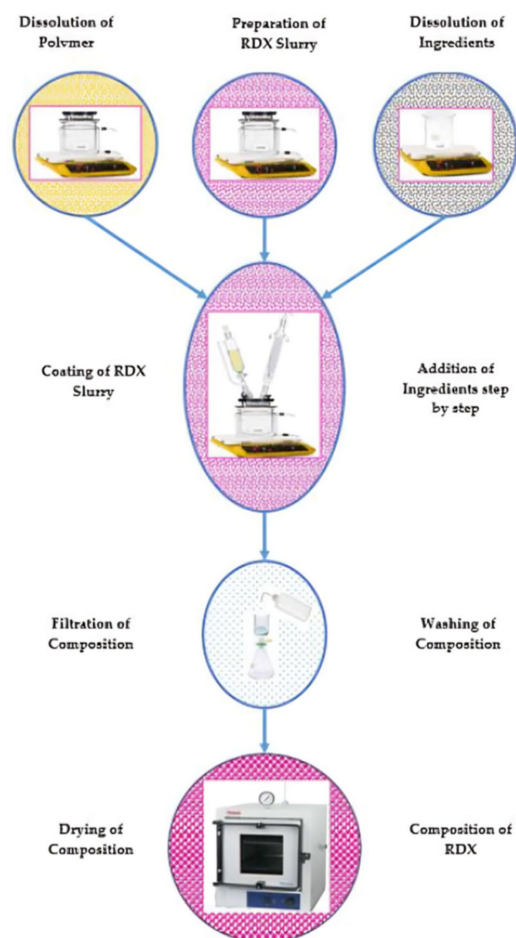 Dissolution of
Polymer
Preparation of
RDX Slurry
Dissolution of
Ingredients
Coating of RDX
Slurry
Addition of
Ingredients step
by step
Filtration of
Composition
Washing of
Composition
Drying of
Composition
Composition of
RDX